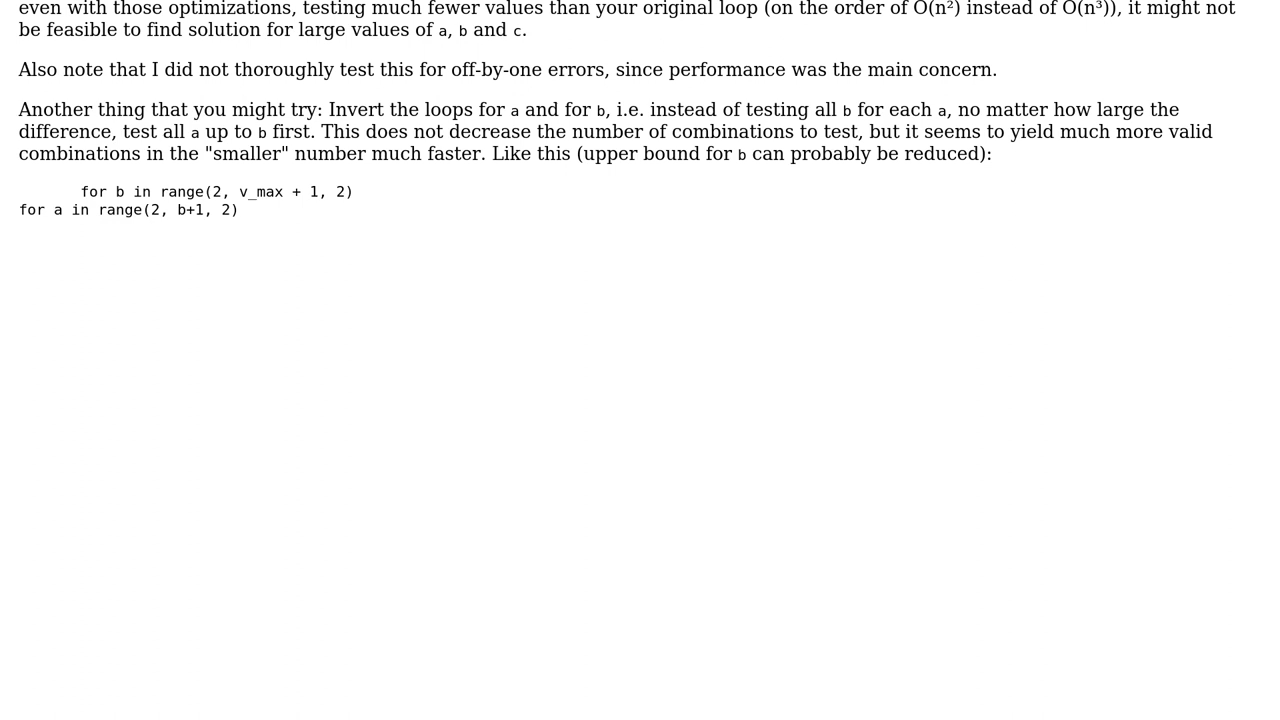 even with those optimizations, testing much fewer values than your original loop (on the order of O(n²) instead of O(n³)), it might not
be feasible to find solution for large values of a, b and c.
Also note that I did not thoroughly test this for off-by-one errors, since performance was the main concern.
Another thing that you might try: Invert the loops for a and for b, i.e. instead of testing all b for each a, no matter how large the
difference, test all a up to b first. This does not decrease the number of combinations to test, but it seems to yield much more valid
combinations in the "smaller" number much faster. Like this (upper bound for b can probably be reduced):
for b in range(2, v_max + 1, 2)
for a in range(2, b+1, 2)